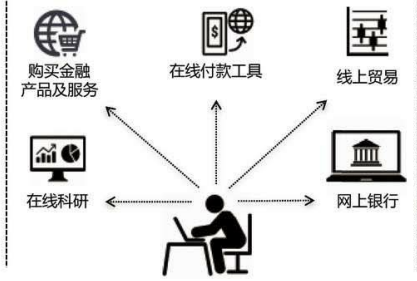 购买金融
产品及服务
在线付款工具
线上贸易
在线科研
网上银行